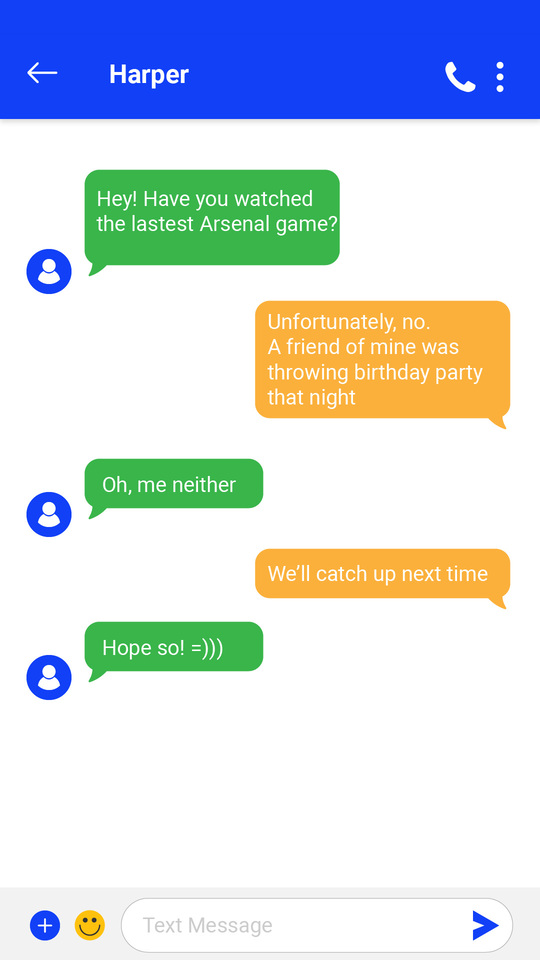 Harper
Hey! Have you watched
the lastest Arsenal game?
Unfortunately, no.
A friend of mine was
throwing birthday party
that night
Oh, me neither
We’ll catch up next time
Hope so! =)))
Text Message